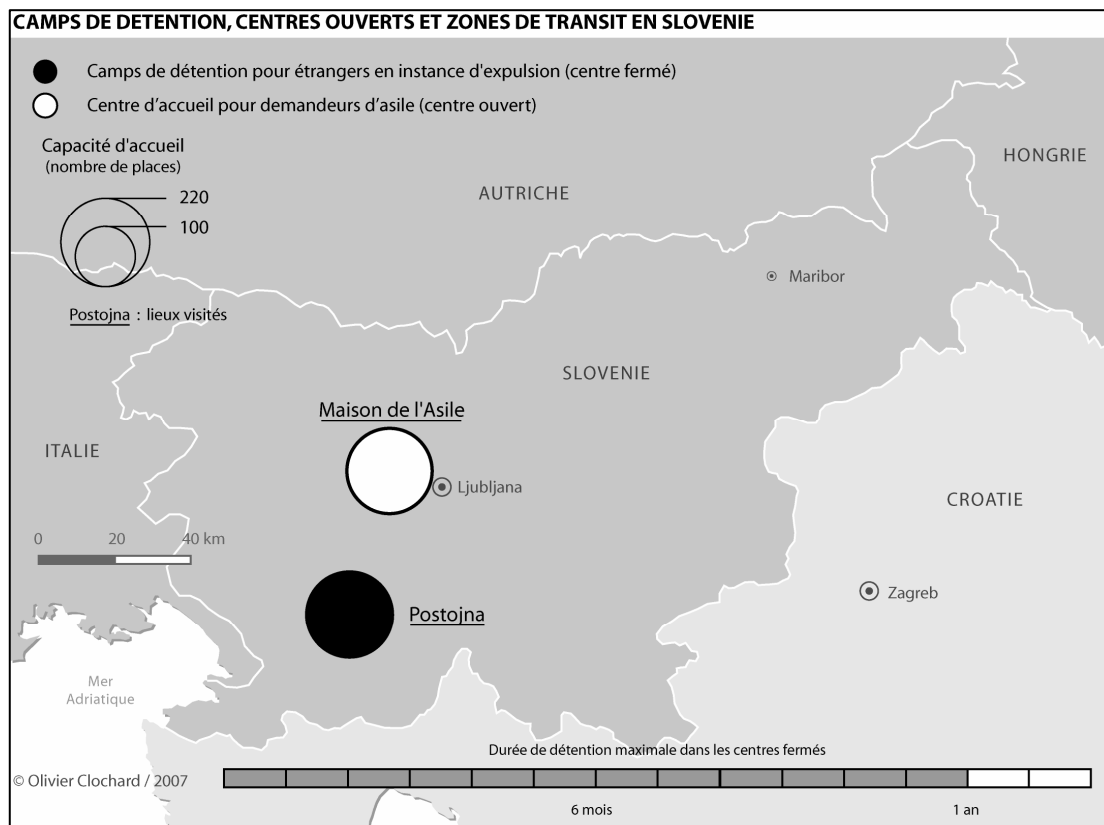 CAMPS DE DETENTION, CENTRES OUVERTS ET ZONES DE TRANSIT EN SLOVENIE
Camps de détention pour étrangers en instance d'expulsion (centre fermé)
Centre d'accueil pour demandeurs d'asile (centre ouvert)
Capacité d'accueil
(nombre de places)
220
100
Postojna : lieux visités
AUTRICHE
HONGRIE
Maribor
SLOVENIE
Maison de l'Asile
ITALIE
Ljubljana
CROATIE
0 20 40 km
Zagreb
Postojna
Mer
Adriatique
Durée de détention maximale dans les centres fermés
© Olivier Clochard / 2007
6 mois
1 an